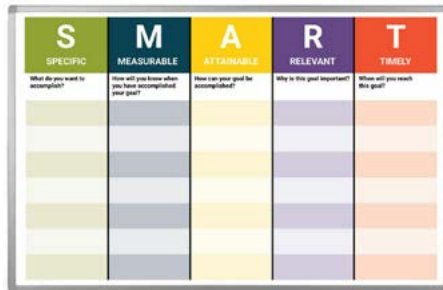 S M A R T
SPECIFIC MEASURABLE ATTAINABLE RELEVANT TIMELY
What do you want to
accomplish?
How will you know when
you have accomplished
your goal?
How can your goal be
accomplished?
Why is this goal important?
When will you reach
this goal?